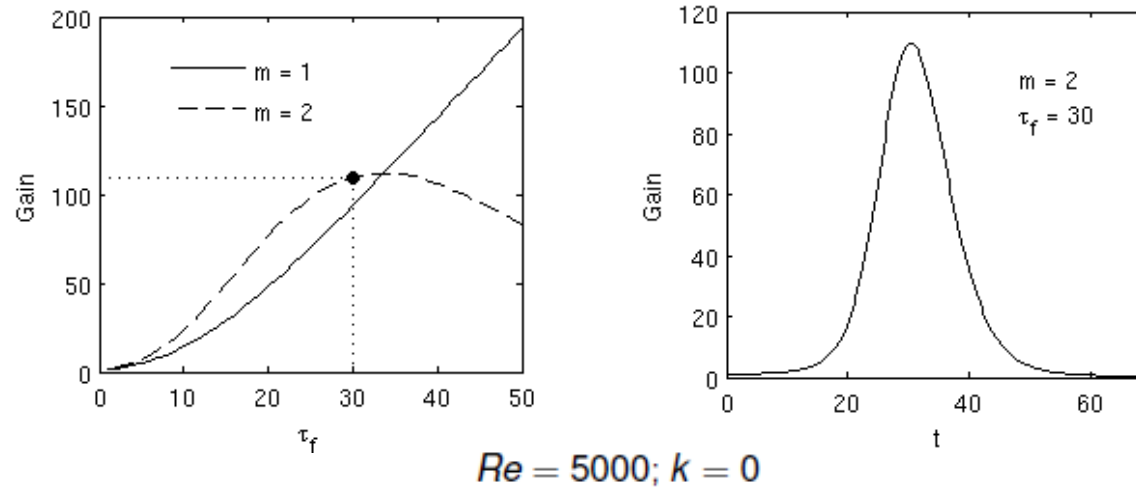 200
150
100
50
0
Gain
m = 1
m = 2
0 10 20 30 40 50
τf
120
100
80
60
40
20
0
Gain
m = 2
τf = 30
0 20 40 60
t
Re = 5000; k = 0